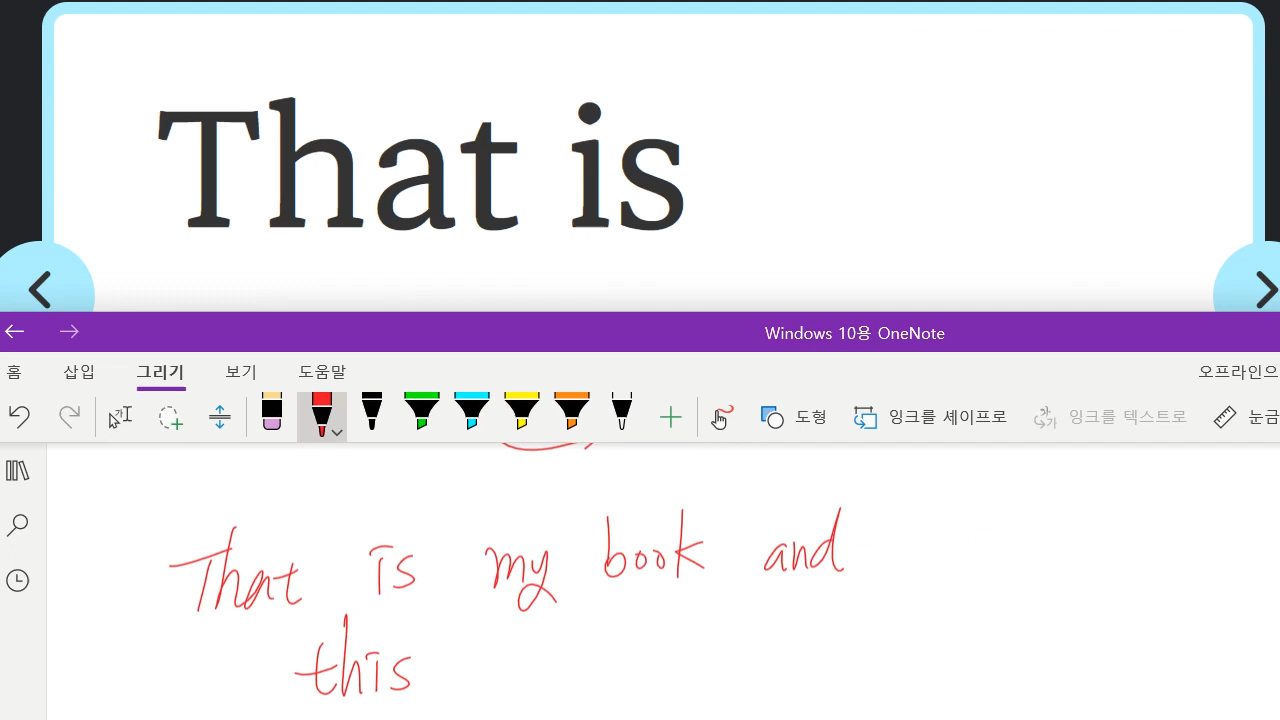 That is
Windows 10용 OneNote
홈 삽입 그리기 보기 도움말 오프라인으
가 도형 잉크를 셰이프로 가 잉크를 텍스트로 눈금
That is my book and
this